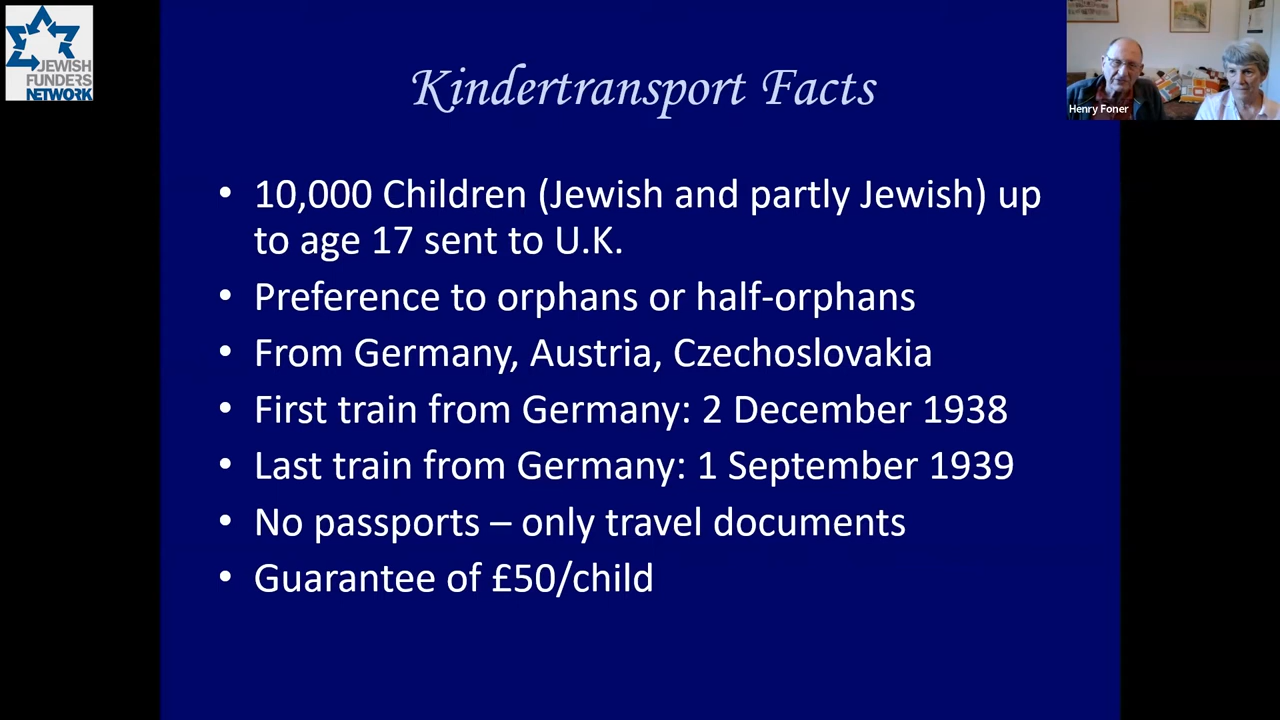 JEWISH
FUNDERS
NETWORK
Kindertransport Facts
Henry Foner
• 10,000 Children (Jewish and partly Jewish) up
to age 17 sent to U.K.
• Preference to orphans or half-orphans
• From Germany, Austria, Czechoslovakia
• First train from Germany: 2 December 1938
• Last train from Germany: 1 September 1939
• No passports – only travel documents
• Guarantee of £50/child